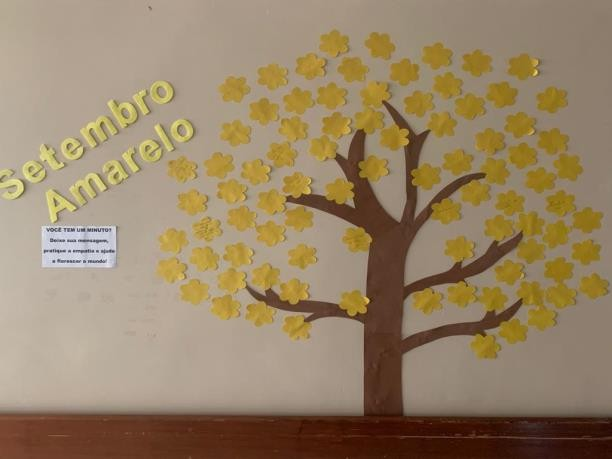 Setembro
Amarelo
VOCÊ TEM UM MINUTO?
Deixe sua mensagem,
pratique a empatia e ajude
a florescer o mundo!